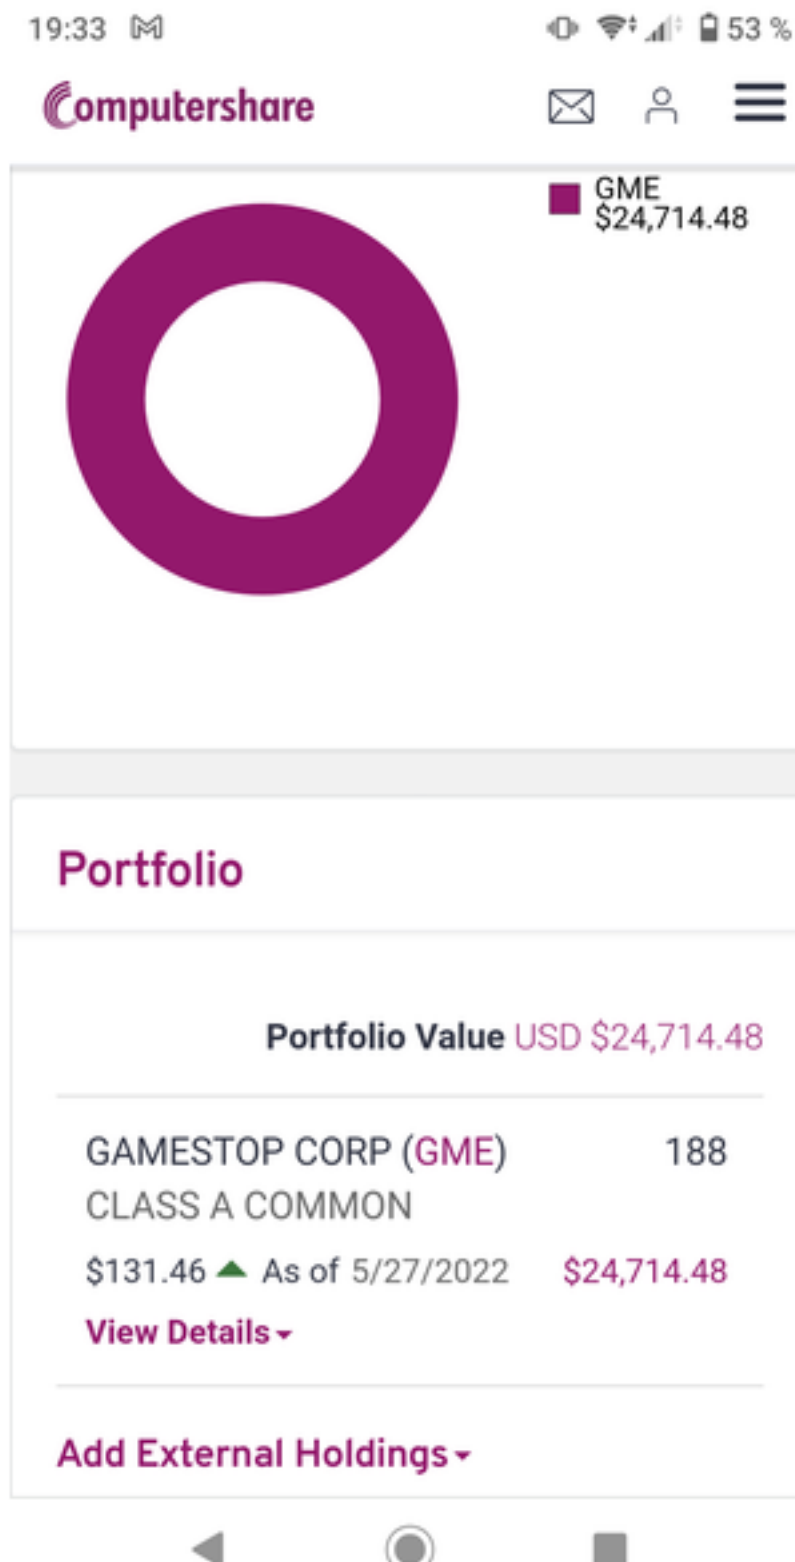 19:33 53 %
Computershare
GME
$24,714.48
Portfolio
Portfolio Value USD $24,714.48
GAMESTOP CORP (GME) 188
CLASS A COMMON
$131.46 As of 5/27/2022 $24,714.48
View Details
Add External Holdings